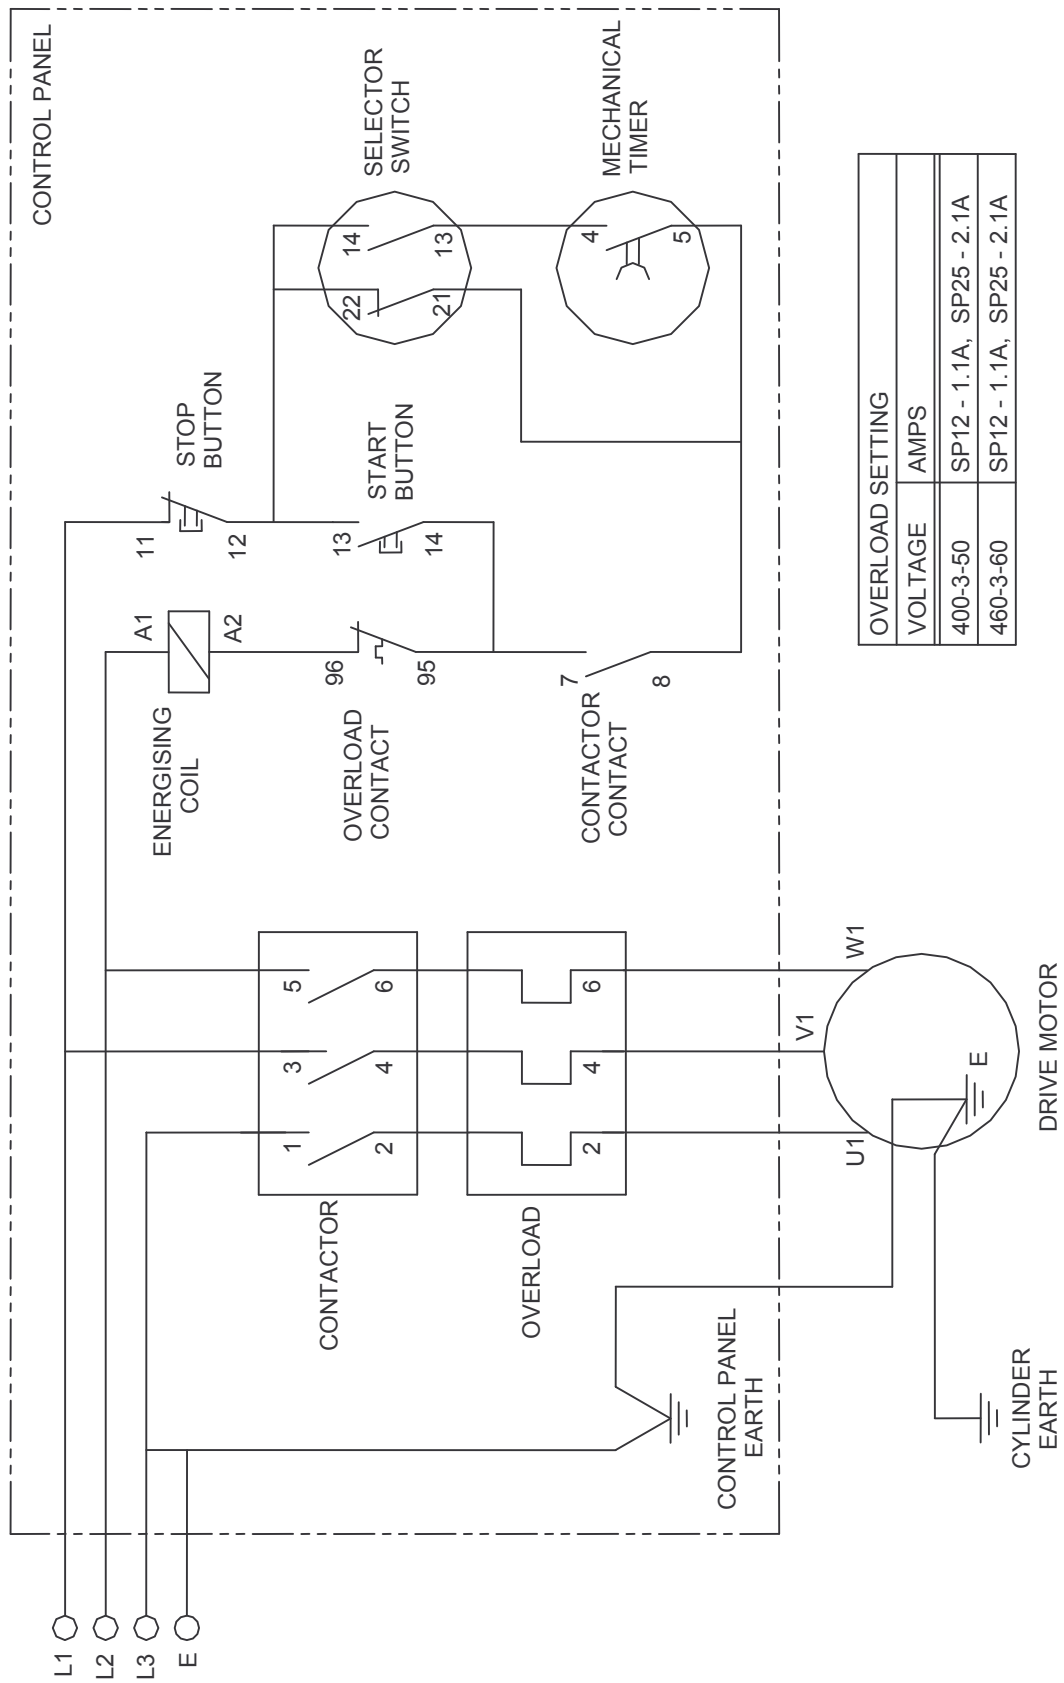 CONTROL PANEL
L1
L2
L3
E
STOP
BUTTON
11
12
START
BUTTON
13
14
SELECTOR
SWITCH
14
13
22
21
MECHANICAL
TIMER
4
5
ENERGISING
COIL
A1
A2
OVERLOAD
CONTACT
96
95
CONTACTOR
CONTACT
7
8
CONTACTOR
1
3
5
2
4
6
OVERLOAD
2
4
6
U1
V1
W1
E
DRIVE MOTOR
CONTROL PANEL
EARTH
CYLINDER
EARTH
OVERLOAD SETTING
VOLTAGE AMPS
400-3-50 SP12 - 1.1A, SP25 - 2.1A
460-3-60 SP12 - 1.1A, SP25 - 2.1A